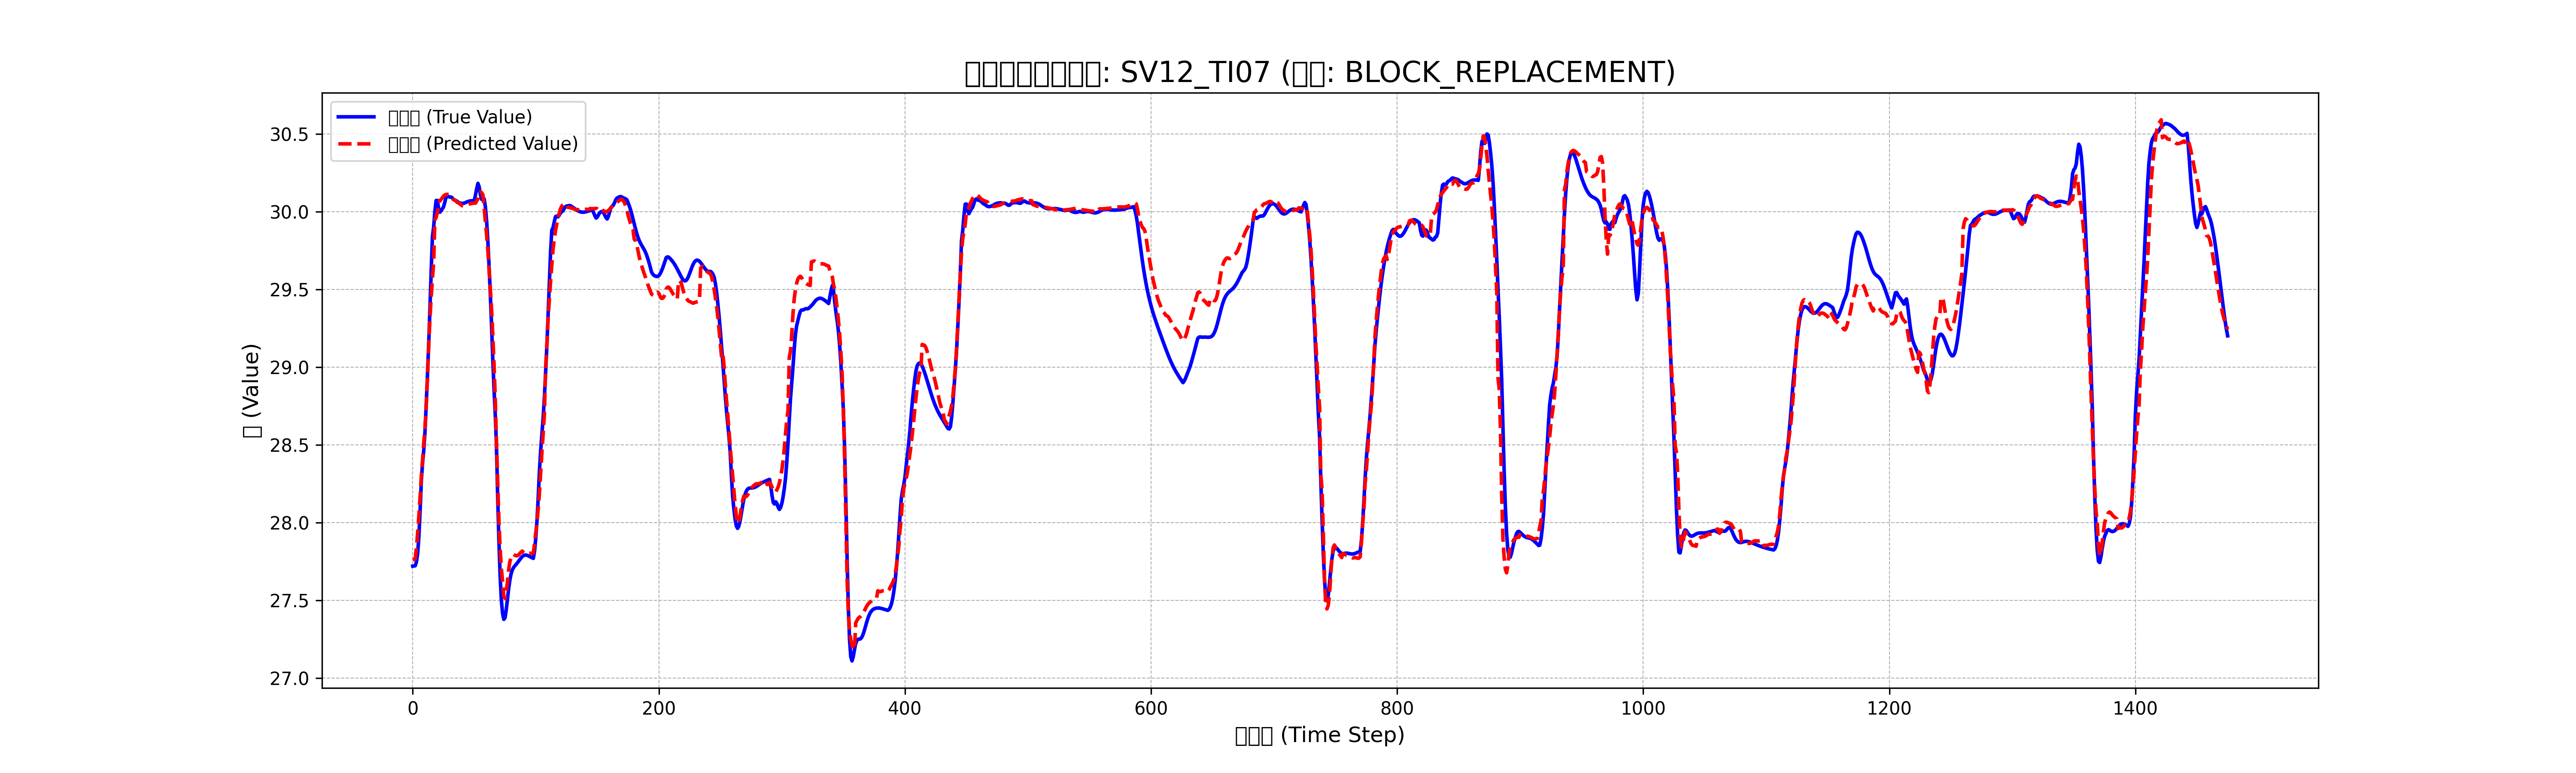 : SV12_TI07 (: BLOCK_REPLACEMENT)
(True Value)
(Predicted Value)
30.5
30.0
29.5
29.0
28.5
28.0
27.5
27.0
(Value)
0 200 400 600 800 1000 1200 1400
(Time Step)